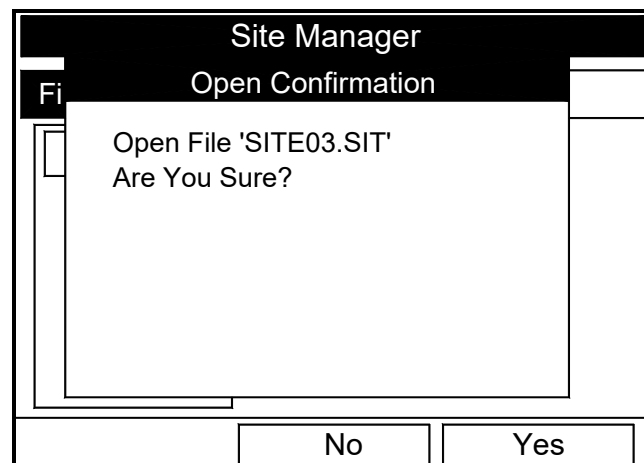 Site Manager
Open Confirmation
Fi
Open File 'SITE03.SIT'
Are You Sure?
No
Yes